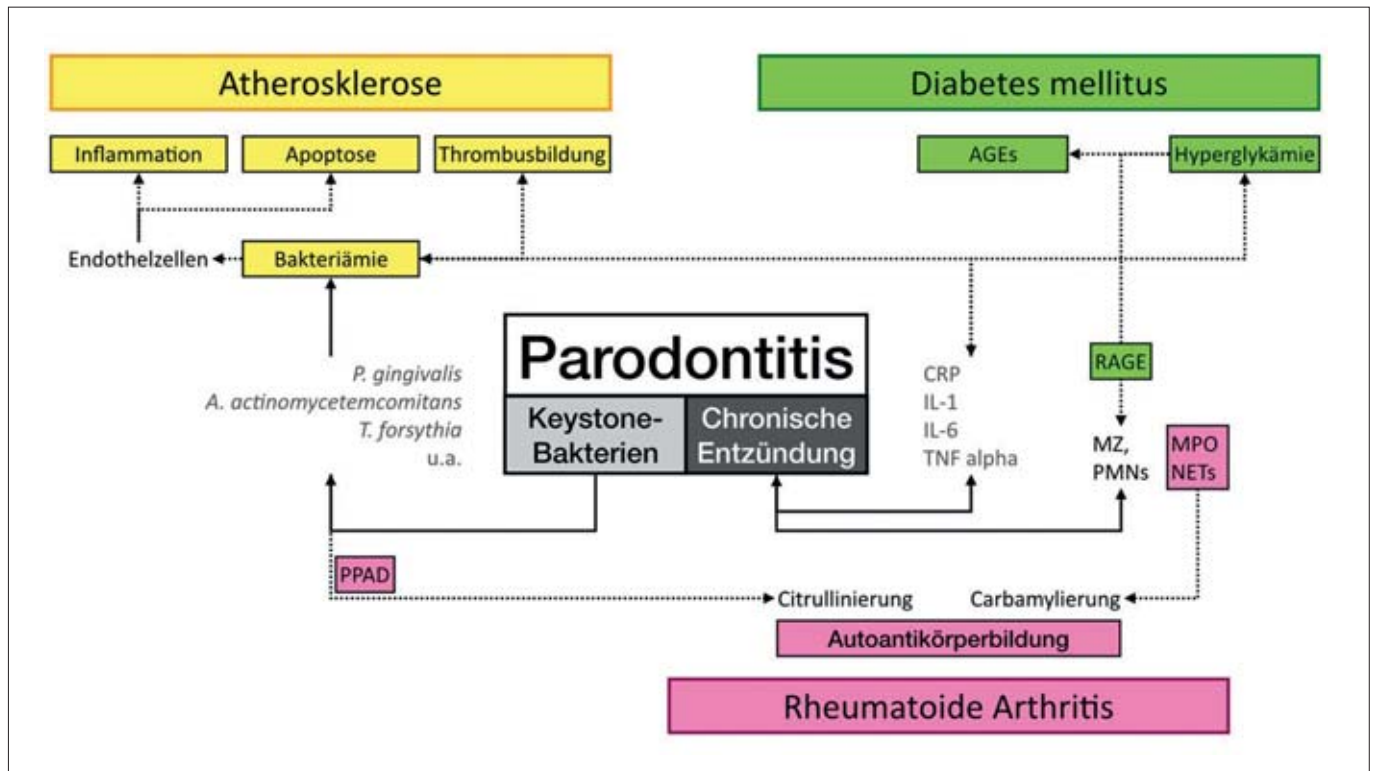 Atherosklerose
Diabetes mellitus
Inflammation
Apoptose
Thrombusbildung
AGEs
Hyperglykämie
Endothelzellen
Bakteriämie
Parodontitis
Keystone-
Bakterien
Chronische
Entzündung
P. gingivalis
A. actinomycetemcomitans
T. forsythia
u.a.
CRP
IL-1
IL-6
TNF alpha
RAGE
MZ,
PMNs
MPO
NETs
PPAD
Citrullinierung
Carbamylierung
Autoantikörperbildung
Rheumatoide Arthritis